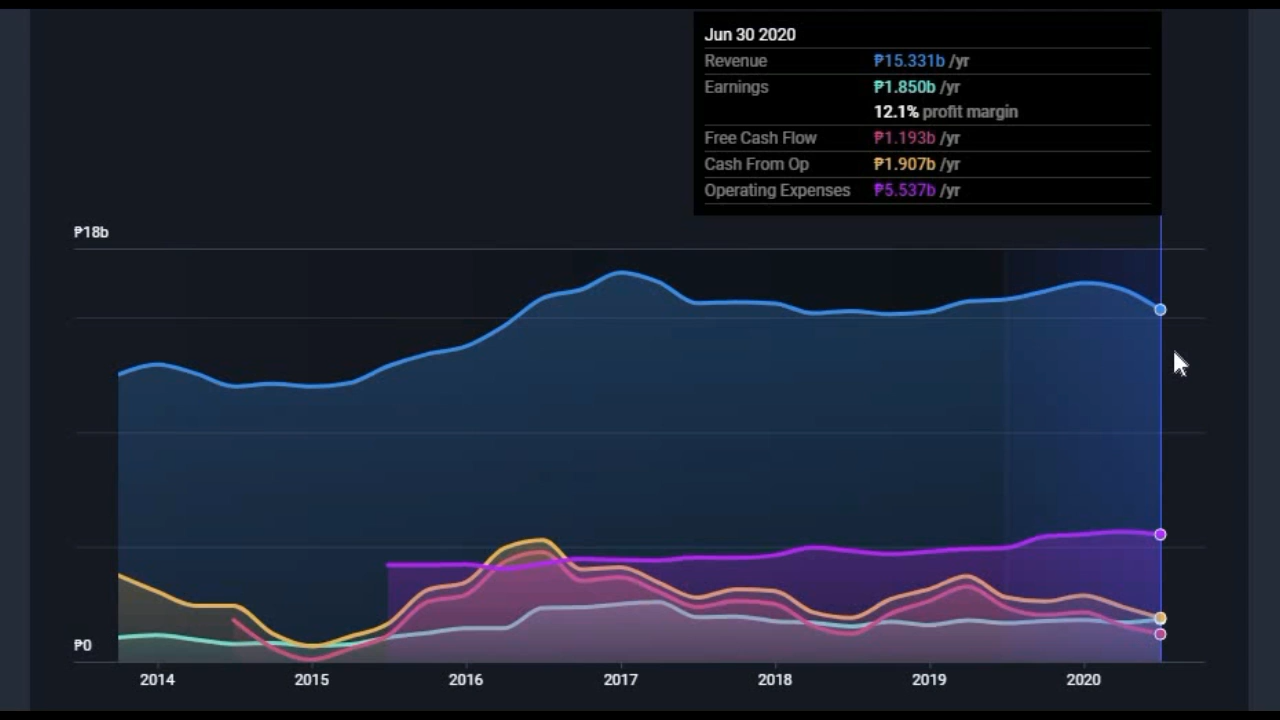 Jun 30 2020
Revenue ₱15.331b /yr
Earnings ₱1.850b /yr
12.1% profit margin
Free Cash Flow ₱1.193b /yr
Cash From Op ₱1.907b /yr
Operating Expenses ₱5.537b /yr
₱18b
₱0
2014 2015 2016 2017 2018 2019 2020